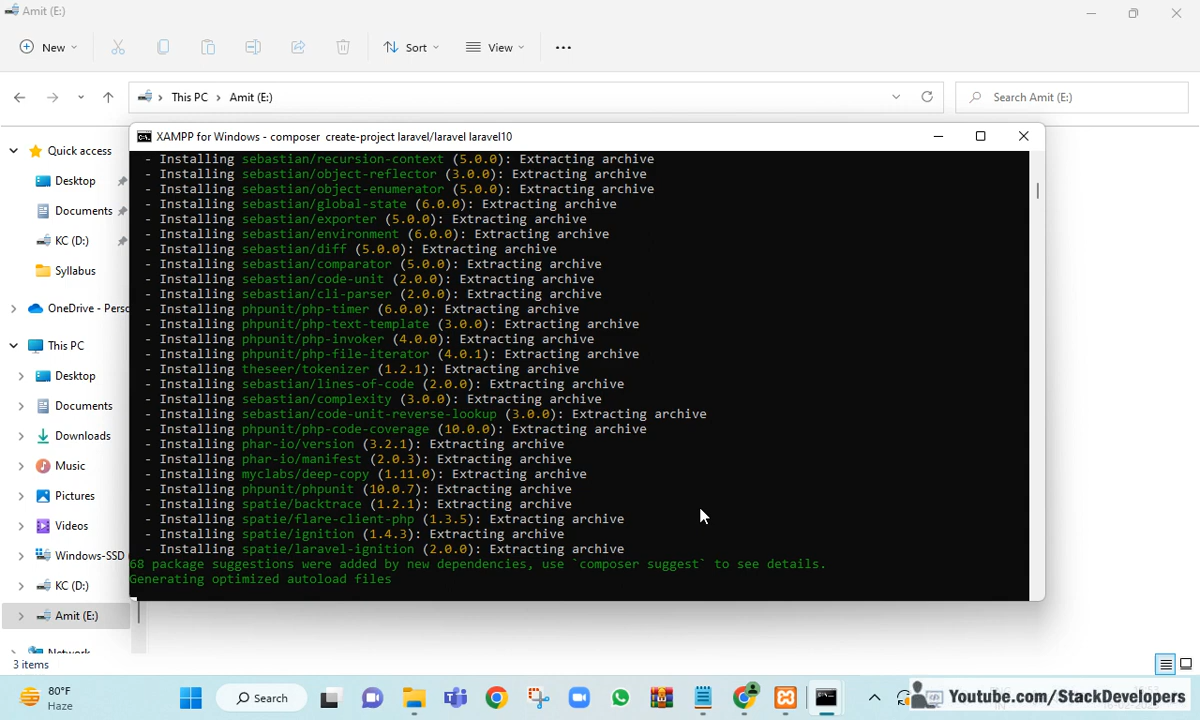 Amit (E:)
New
Sort
View
This PC > Amit (E:)
Search Amit (E:)
Quick access
Desktop
Documents
KC (D:)
Syllabus
OneDrive - Perso
This PC
Desktop
Documents
Downloads
Music
Pictures
Videos
Windows-SSD
KC (D:)
Amit (E:)
Network
3 items
XAMPP for Windows - composer create-project laravel/laravel laravel10
- Installing sebastian/recursion-context (5.0.0): Extracting archive
- Installing sebastian/object-reflector (3.0.0): Extracting archive
- Installing sebastian/object-enumerator (5.0.0): Extracting archive
- Installing sebastian/global-state (6.0.0): Extracting archive
- Installing sebastian/exporter (5.0.0): Extracting archive
- Installing sebastian/environment (6.0.0): Extracting archive
- Installing sebastian/diff (5.0.0): Extracting archive
- Installing sebastian/comparator (5.0.0): Extracting archive
- Installing sebastian/code-unit (2.0.0): Extracting archive
- Installing sebastian/cli-parser (2.0.0): Extracting archive
- Installing phpunit/php-timer (6.0.0): Extracting archive
- Installing phpunit/php-text-template (3.0.0): Extracting archive
- Installing phpunit/php-invoker (4.0.0): Extracting archive
- Installing phpunit/php-file-iterator (4.0.1): Extracting archive
- Installing theseer/tokenizer (1.2.1): Extracting archive
- Installing sebastian/lines-of-code (2.0.0): Extracting archive
- Installing sebastian/complexity (3.0.0): Extracting archive
- Installing sebastian/code-unit-reverse-lookup (3.0.0): Extracting archive
- Installing phpunit/php-code-coverage (10.0.0): Extracting archive
- Installing phar-io/version (3.2.1): Extracting archive
- Installing phar-io/manifest (2.0.3): Extracting archive
- Installing myclabs/deep-copy (1.11.0): Extracting archive
- Installing phpunit/phpunit (10.0.7): Extracting archive
- Installing spatie/backtrace (1.2.1): Extracting archive
- Installing spatie/flare-client-php (1.3.5): Extracting archive
- Installing spatie/ignition (1.4.3): Extracting archive
- Installing spatie/laravel-ignition (2.0.0): Extracting archive
68 package suggestions were added by new dependencies, use `composer suggest` to see details.
Generating optimized autoload files
80°F
Haze
Search
Youtube.com/StackDevelopers